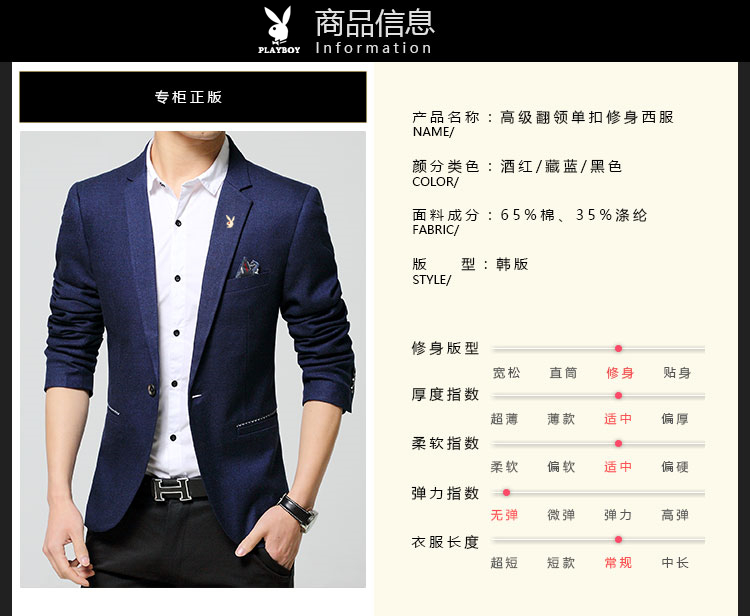 商品信息
PLAYBOY
Information
专柜正版
产品名称：高级翻领单扣修身西服
NAME/
颜分类色：酒红/藏蓝/黑色
COLOR/
面料成分：65%棉、35%涤纶
FABRIC/
版 型：韩版
STYLE/
修身版型
宽松 直筒 修身 贴身
厚度指数
超薄 薄款 适中 偏厚
柔软指数
柔软 偏软 适中 偏硬
弹力指数
无弹 微弹 弹力 高弹
衣服长度
超短 短款 常规 中长